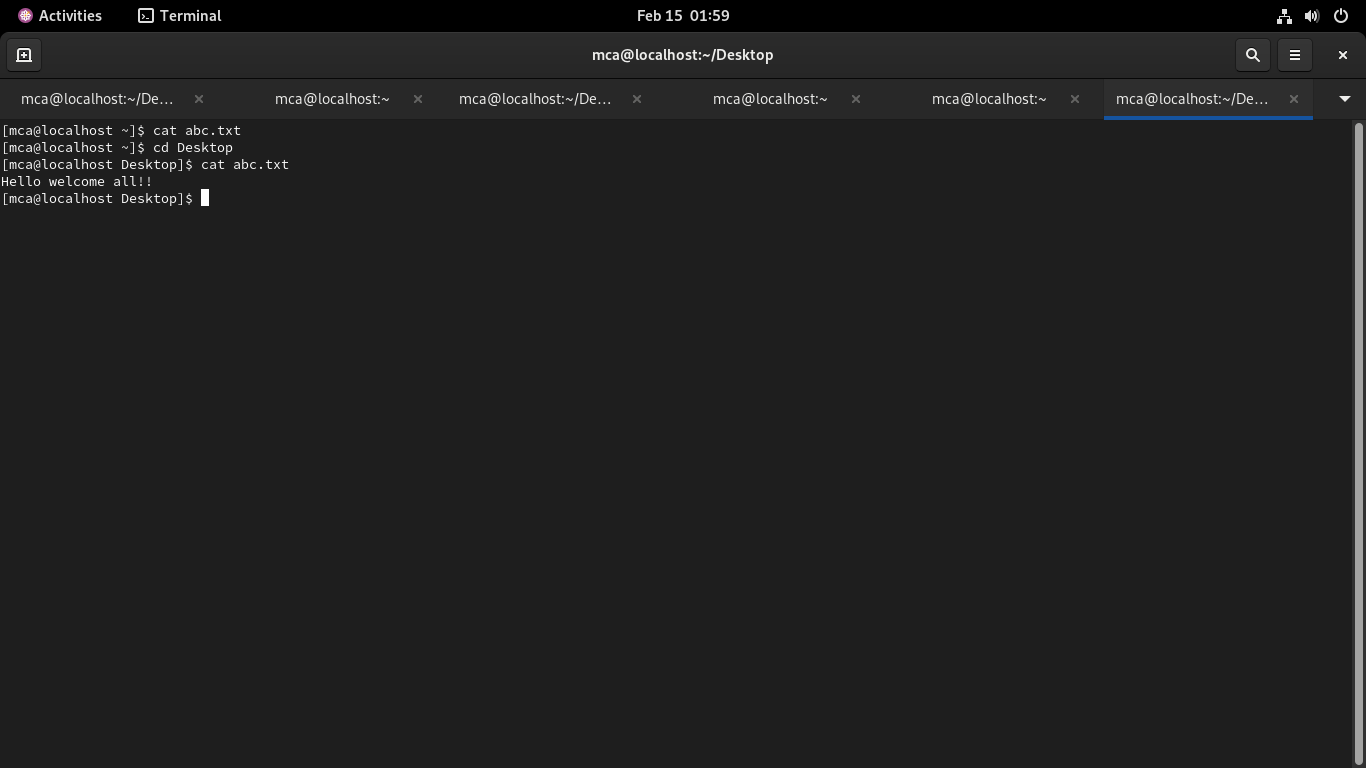 Activities Terminal Feb 15 01:59
mca@localhost:~/Desktop
mca@localhost:~/De... mca@localhost:~ mca@localhost:~/De... mca@localhost:~ mca@localhost:~ mca@localhost:~/De...
[mca@localhost ~]$ cat abc.txt
[mca@localhost ~]$ cd Desktop
[mca@localhost Desktop]$ cat abc.txt
Hello welcome all!!
[mca@localhost Desktop]$